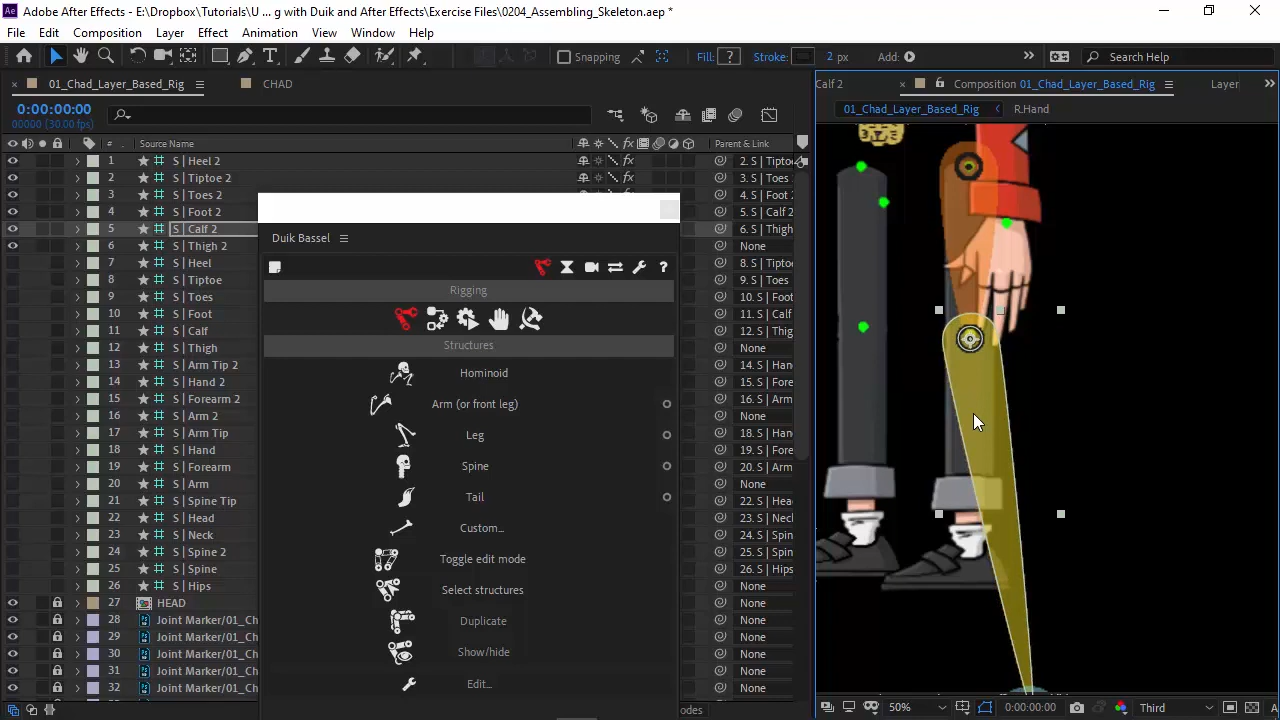 Adobe After Effects - E:\Dropbox\Tutorials\U ... g with Duik and After Effects\Exercise Files\0204_Assembling_Skeleton.aep *
File Edit Composition Layer Effect Animation View Window Help
Snapping Fill: ? Stroke: 2 px Add: Search Help
01_Chad_Layer_Based_Rig CHAD Calf 2 Composition 01_Chad_Layer_Based_Rig Layer
0:00:00:00
00000 (30.00 fps)
01_Chad_Layer_Based_Rig R.Hand
# Source Name Parent & Link
1 S | Heel 2 2. S | Tiptoe
2 S | Tiptoe 2 3. S | Toes
3 S | Toes 2 4. S | Foot
4 S | Foot 2 5. S | Calf 2
5 S | Calf 2 6. S | Thigh
6 S | Thigh 2 None
7 S | Heel 8. S | Tiptoe
8 S | Tiptoe 9. S | Toes
9 S | Toes 10. S | Foot
10 S | Foot 11. S | Calf
11 S | Calf 12. S | Thigh
12 S | Thigh None
13 S | Arm Tip 2 14. S | Hand
14 S | Hand 2 15. S | Forearm
15 S | Forearm 2 16. S | Arm
16 S | Arm 2 None
17 S | Arm Tip 18. S | Hand
18 S | Hand 19. S | Fore
19 S | Forearm 20. S | Arm
20 S | Arm None
21 S | Spine Tip 22. S | Head
22 S | Head 23. S | Neck
23 S | Neck 24. S | Spin
24 S | Spine 2 25. S | Spin
25 S | Spine 26. S | Hips
26 S | Hips None
27 HEAD None
28 Joint Marker/01_Ch None
29 Joint Marker/01_Ch None
30 Joint Marker/01_Ch None
31 Joint Marker/01_Ch None
32 Joint Marker/01_Ch None
Duik Bassel
?
Rigging
Structures
Hominoid
Arm (or front leg)
Leg
Spine
Tail
Custom...
Toggle edit mode
Select structures
Duplicate
Show/hide
Edit...
odes
50% 0:00:00:00 Third